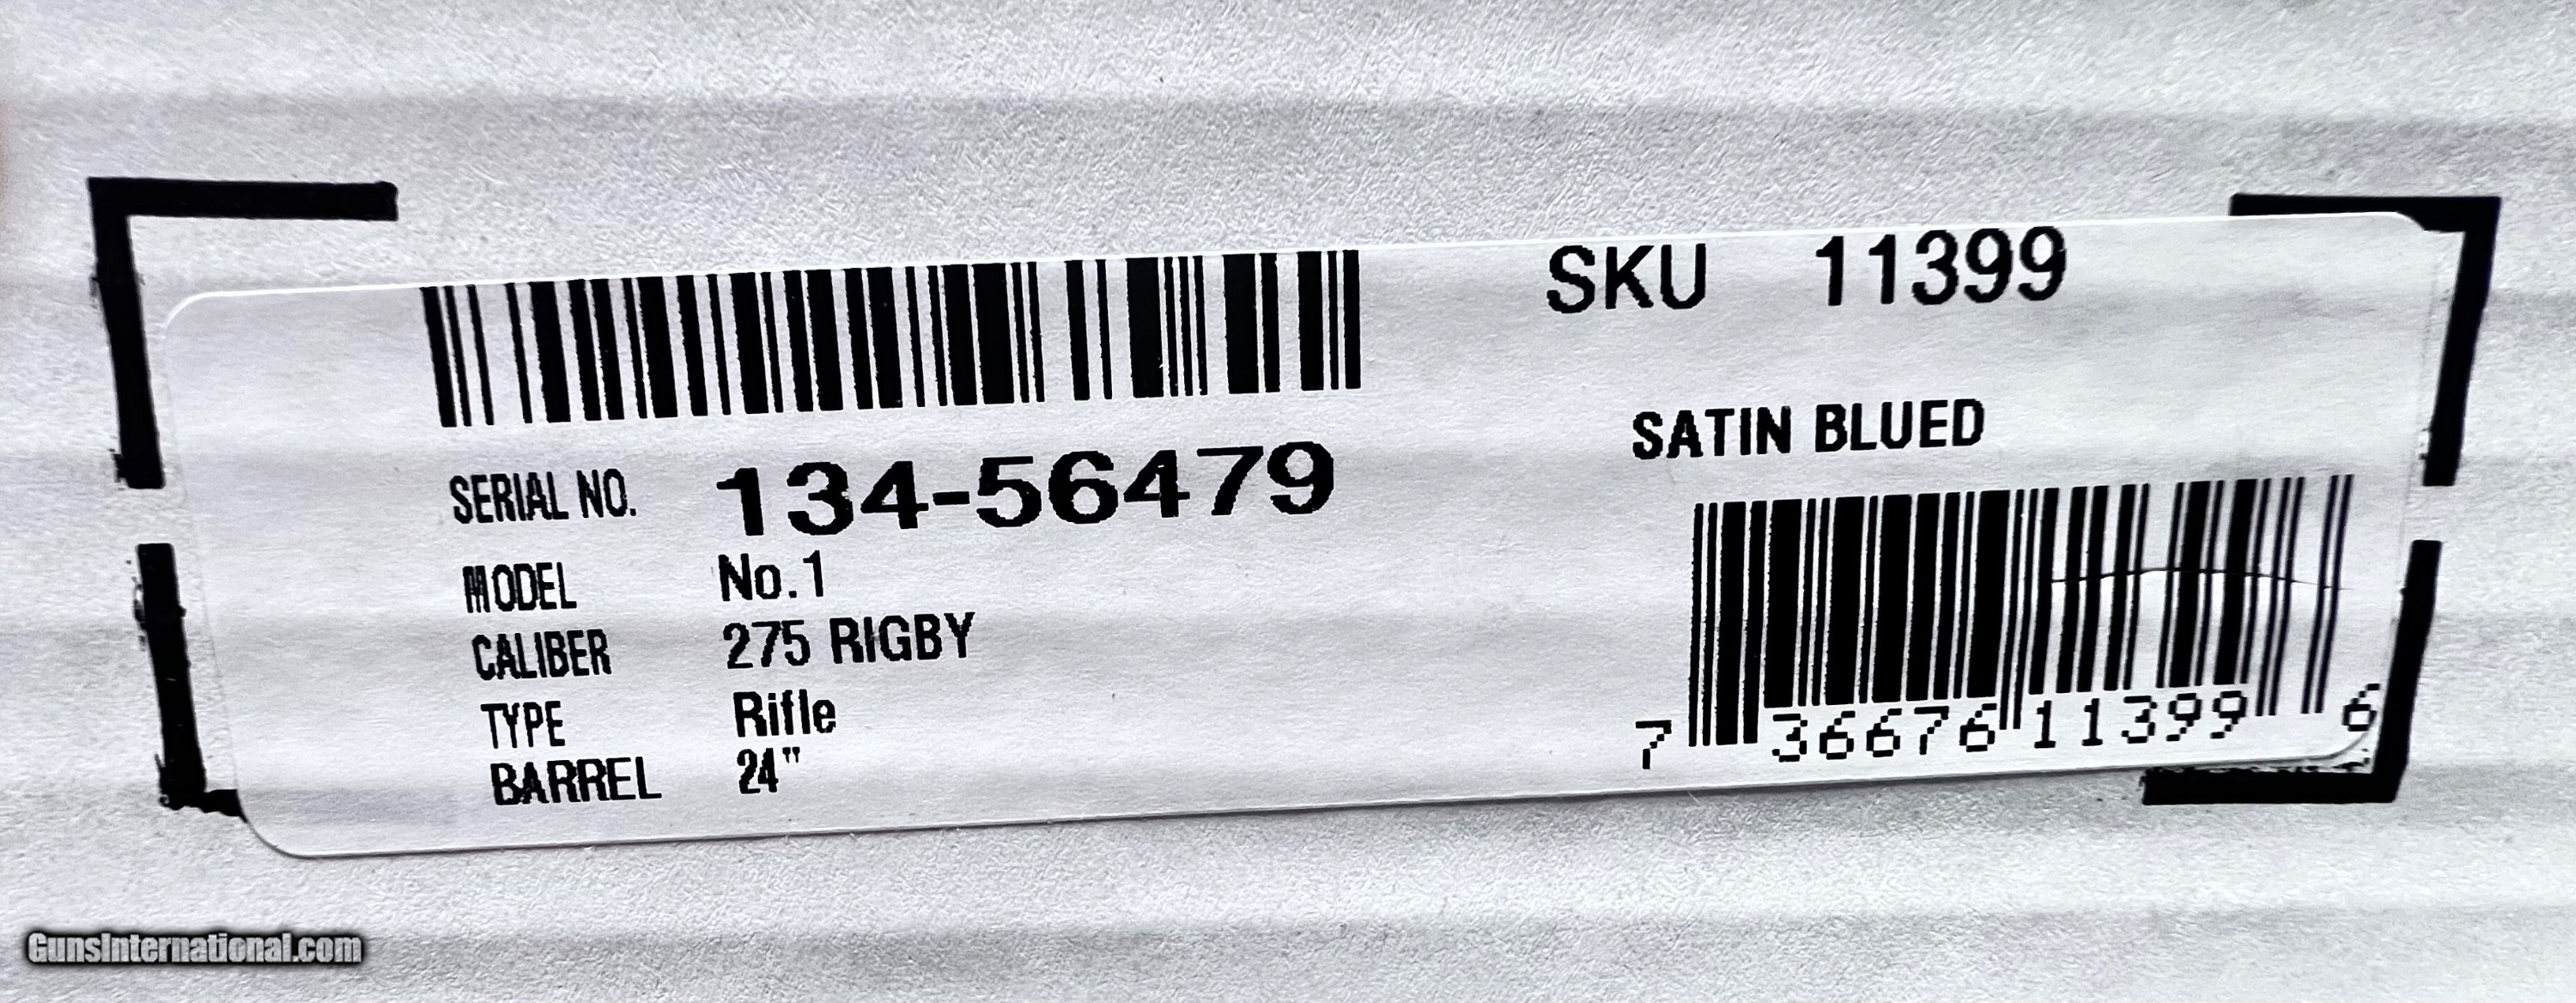 SKU 11399
SATIN BLUED
SERIAL NO. 134-56479
MODEL No.1
CALIBER 275 RIGBY
TYPE Rifle
BARREL 24"
7 36676 11399 6
GunsInternational.com